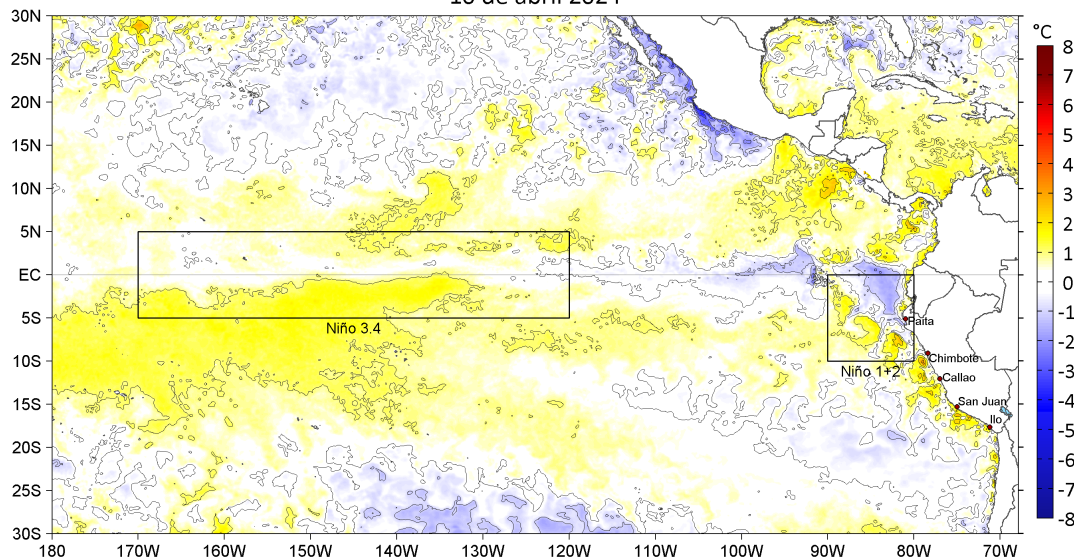 30N
25N
20N
15N
10N
5N
EC
5S
10S
15S
20S
25S
30S
180
170W
160W
150W
140W
130W
120W
110W
100W
90W
80W
70W
Niño 3.4
Niño 1+2
Paita
Chimbote
Callao
San Juan
Ilo
°C
8
7
6
5
4
3
2
1
0
-1
-2
-3
-4
-5
-6
-7
-8